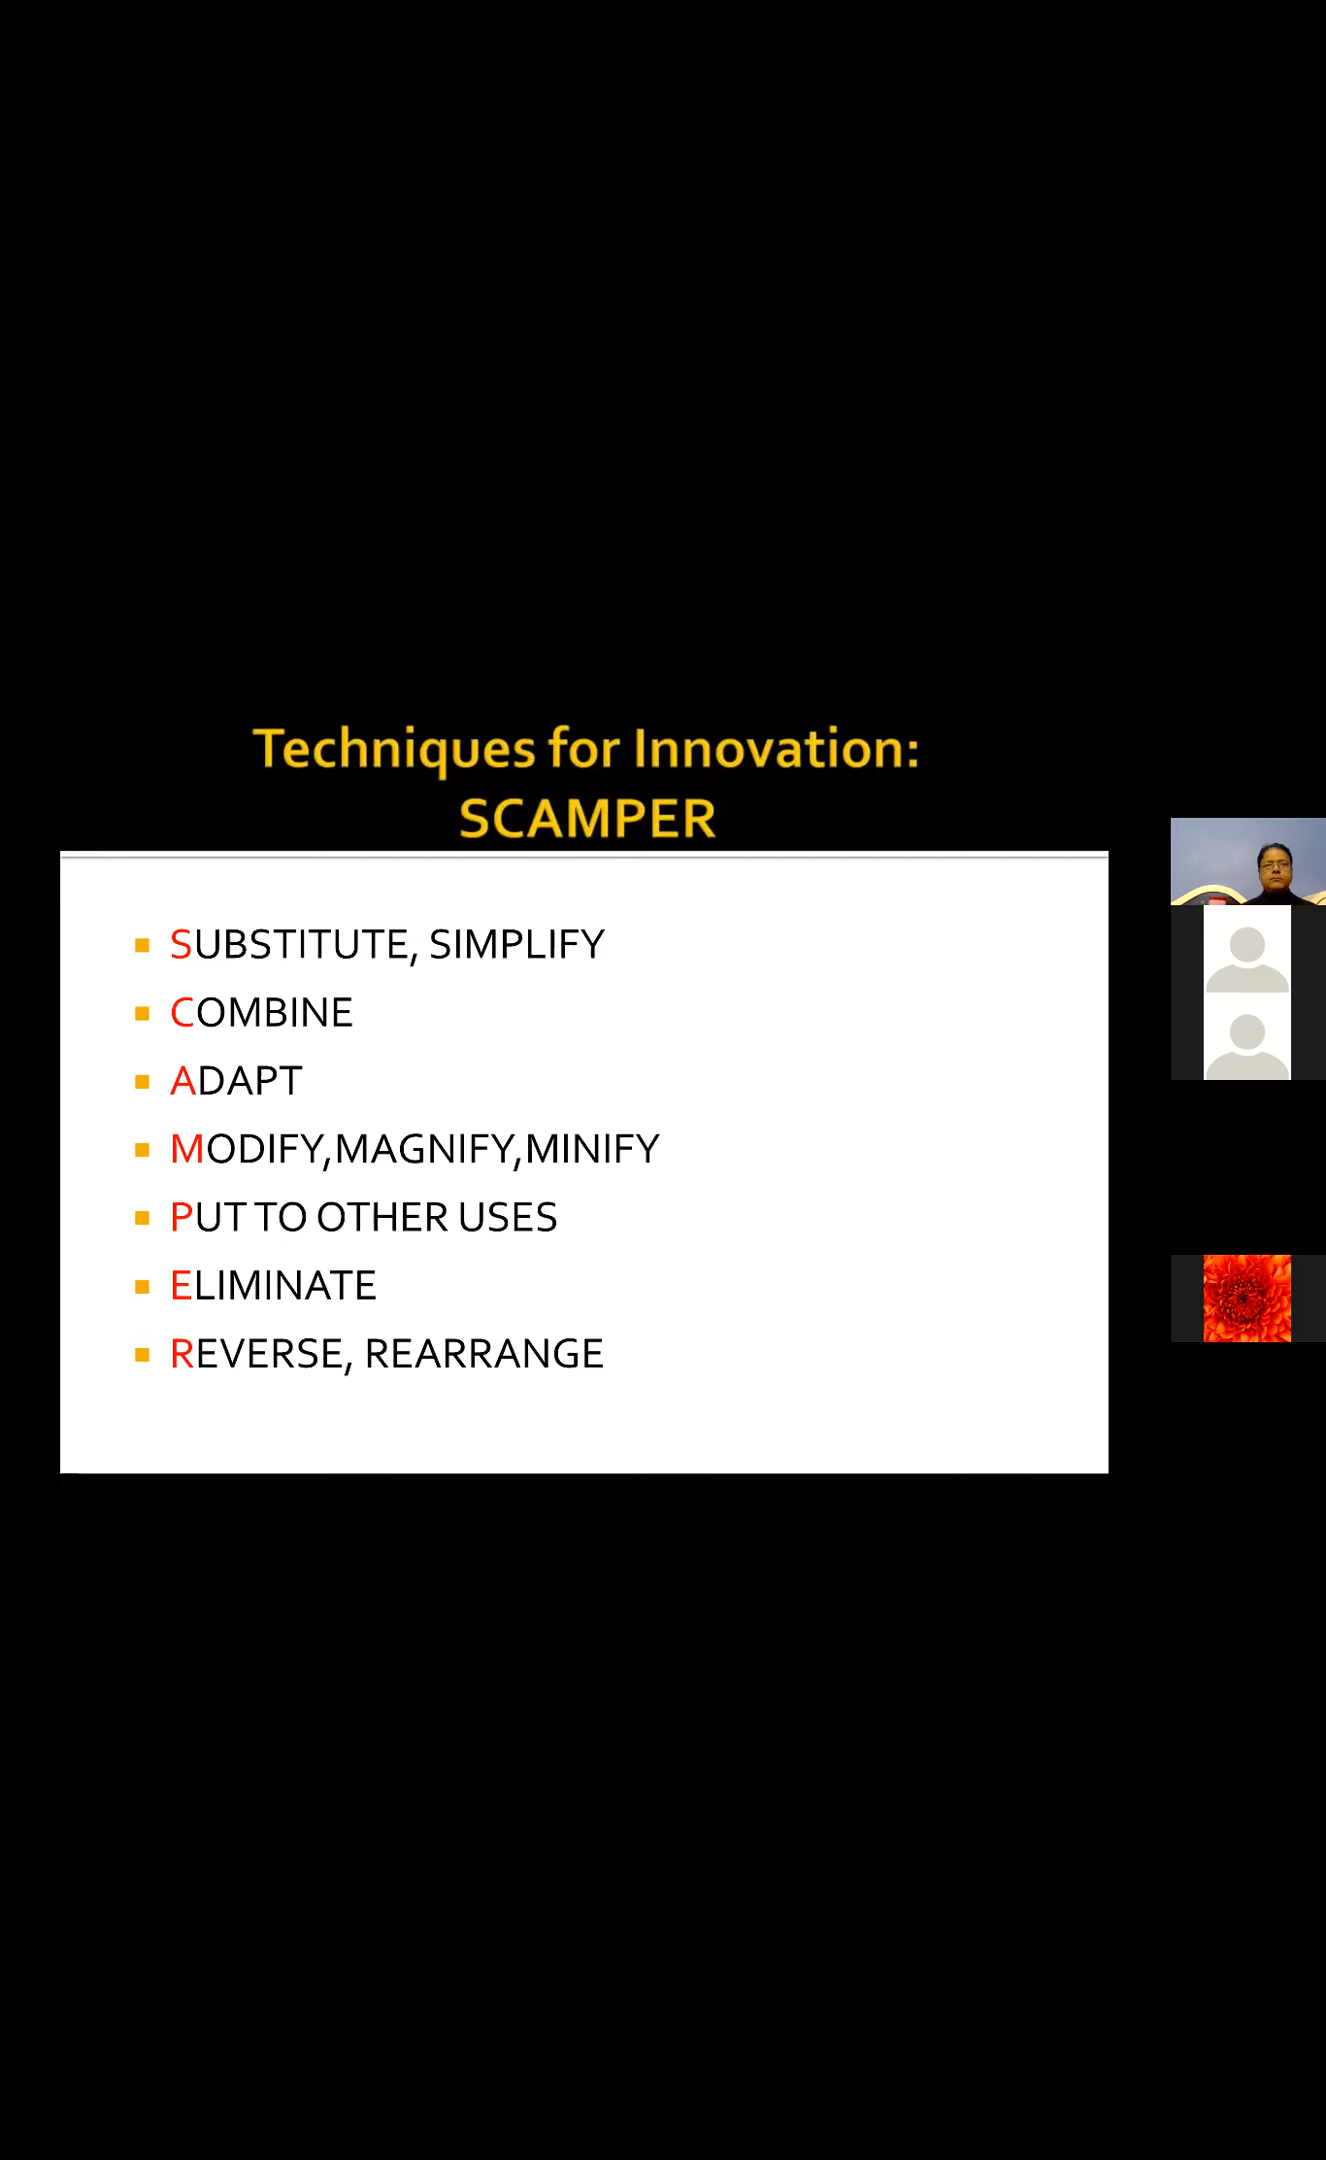 Techniques for Innovation:
SCAMPER
SUBSTITUTE, SIMPLIFY
COMBINE
ADAPT
MODIFY,MAGNIFY,MINIFY
PUT TO OTHER USES
ELIMINATE
REVERSE, REARRANGE